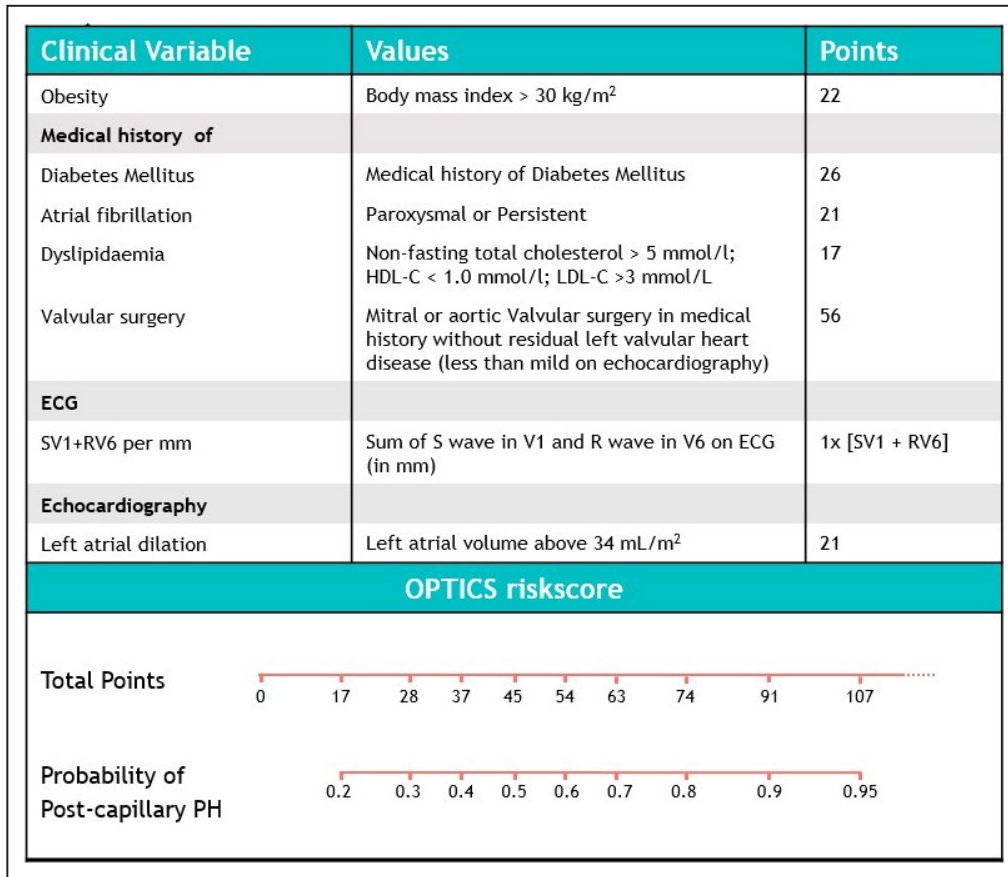 Clinical Variable Values Points
Obesity Body mass index > 30 kg/m² 22
Medical history of
Diabetes Mellitus Medical history of Diabetes Mellitus 26
Atrial fibrillation Paroxysmal or Persistent 21
Dyslipidaemia Non-fasting total cholesterol > 5 mmol/l; 17
HDL-C < 1.0 mmol/l; LDL-C >3 mmol/L
Valvular surgery Mitral or aortic Valvular surgery in medical 56
history without residual left valvular heart
disease (less than mild on echocardiography)
ECG
SV1+RV6 per mm Sum of S wave in V1 and R wave in V6 on ECG 1x [SV1 + RV6]
(in mm)
Echocardiography
Left atrial dilation Left atrial volume above 34 mL/m² 21
OPTICS riskscore
Total Points
0 17 28 37 45 54 63 74 91 107
Probability of
Post-capillary PH
0.2 0.3 0.4 0.5 0.6 0.7 0.8 0.9 0.95